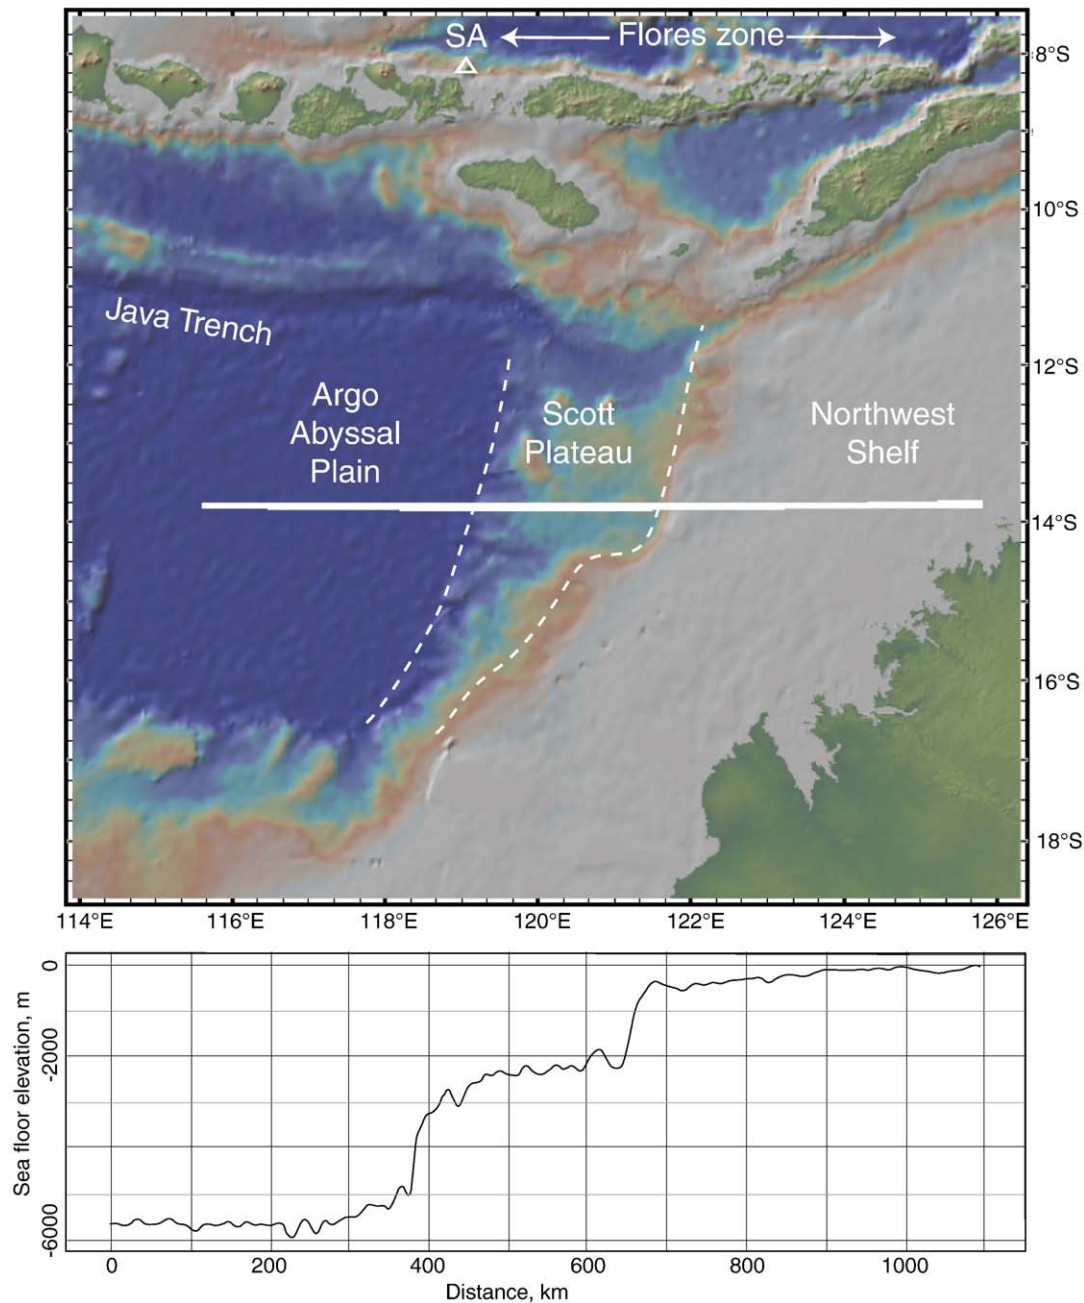 SA
Flores zone
8°S
10°S
Java Trench
12°S
Argo
Abyssal
Plain
Scott
Plateau
Northwest
Shelf
14°S
16°S
18°S
114°E 116°E 118°E 120°E 122°E 124°E 126°E
Sea floor elevation, m
0
-2000
-6000
0 200 400 600 800 1000
Distance, km